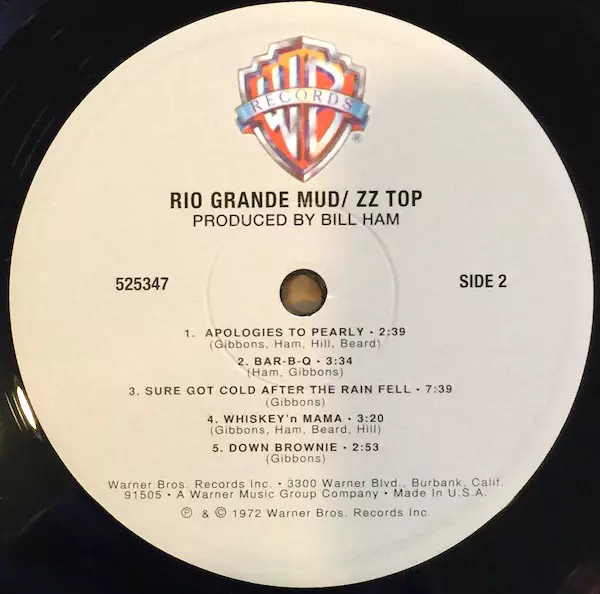 WB
RECORDS
®
RIO GRANDE MUD/ ZZ TOP
PRODUCED BY BILL HAM
525347
SIDE 2
1. APOLOGIES TO PEARLY • 2:39
(Gibbons, Ham, Hill, Beard)
2. BAR-B-Q • 3:34
(Ham, Gibbons)
3. SURE GOT COLD AFTER THE RAIN FELL • 7:39
(Gibbons)
4. WHISKEY'n MAMA • 3:20
(Gibbons, Ham, Beard, Hill)
5. DOWN BROWNIE • 2:53
(Gibbons)
Warner Bros. Records Inc. • 3300 Warner Blvd., Burbank, Calif.
91505 • A Warner Music Group Company • Made in U.S.A.
℗ & © 1972 Warner Bros. Records Inc.